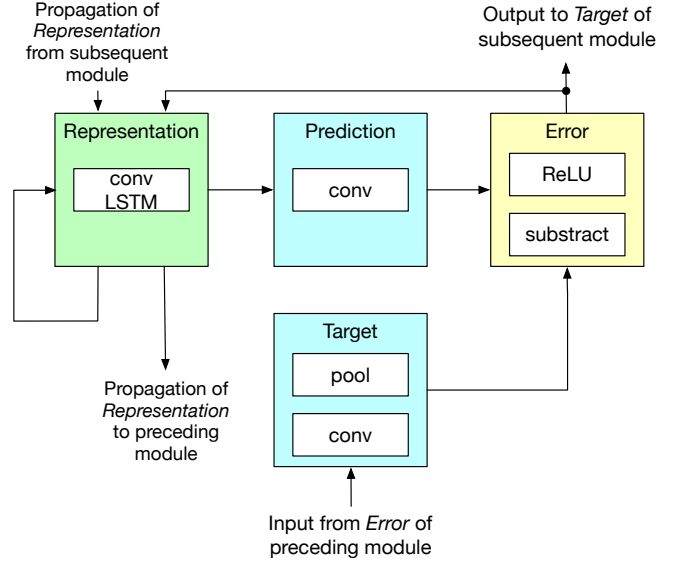 Propagation of
Representation
from subsequent
module
Output to Target of
subsequent module
Representation
conv
LSTM
Prediction
conv
Error
ReLU
substract
Target
pool
conv
Propagation of
Representation
to preceding
module
Input from Error of
preceding module